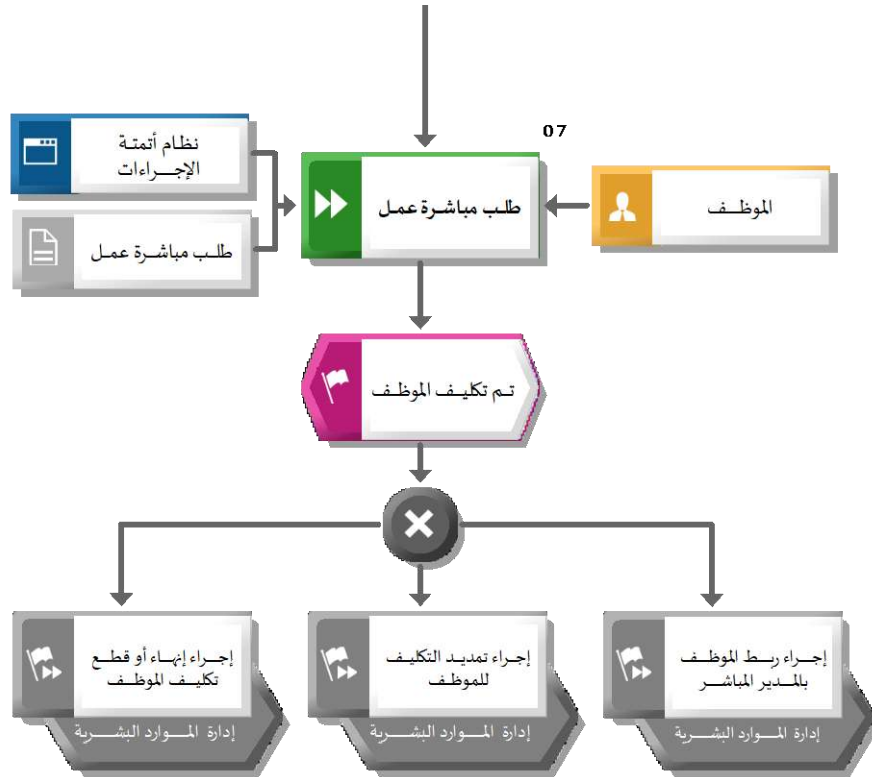 07
نظام أتمتة
الإجراءات
طلب مباشرة عمل
الموظف
طلب مباشرة عمل
تم تكليف الموظف
إجراء ربط الموظف
بالمدير المباشر
إدارة الموارد البشرية
إجراء تمديد التكليف
للموظف
إدارة الموارد البشرية
إجراء إنهاء أو قطع
تكليف الموظف
إدارة الموارد البشرية